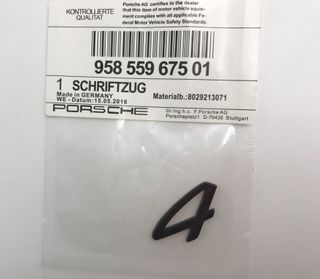 KONTROLLIERTE
QUALITÄT
Porsche AG certifies to the dealer
that this item of motor vehicle equip-
ment complies with all applicable Fe-
deral Motor Vehicle Safety Standards.
958 559 675 01
1 SCHRIFTZUG
Made in GERMANY
WE - Datum:15.05.2016
Materialb.:8029213071
PORSCHE
Dr.Ing.h.c. F.Porsche AG
Porscheplatz1 D-70435 Stuttgart
4